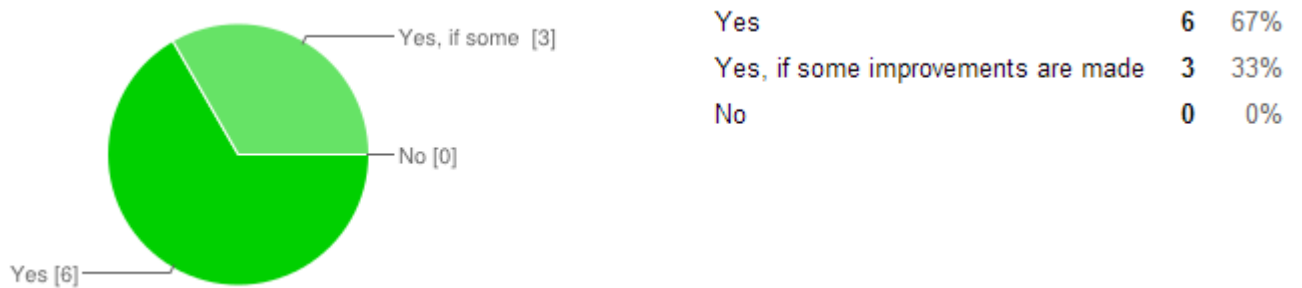 Yes, if some [3]
No [0]
Yes [6]
Yes 6 67%
Yes, if some improvements are made 3 33%
No 0 0%